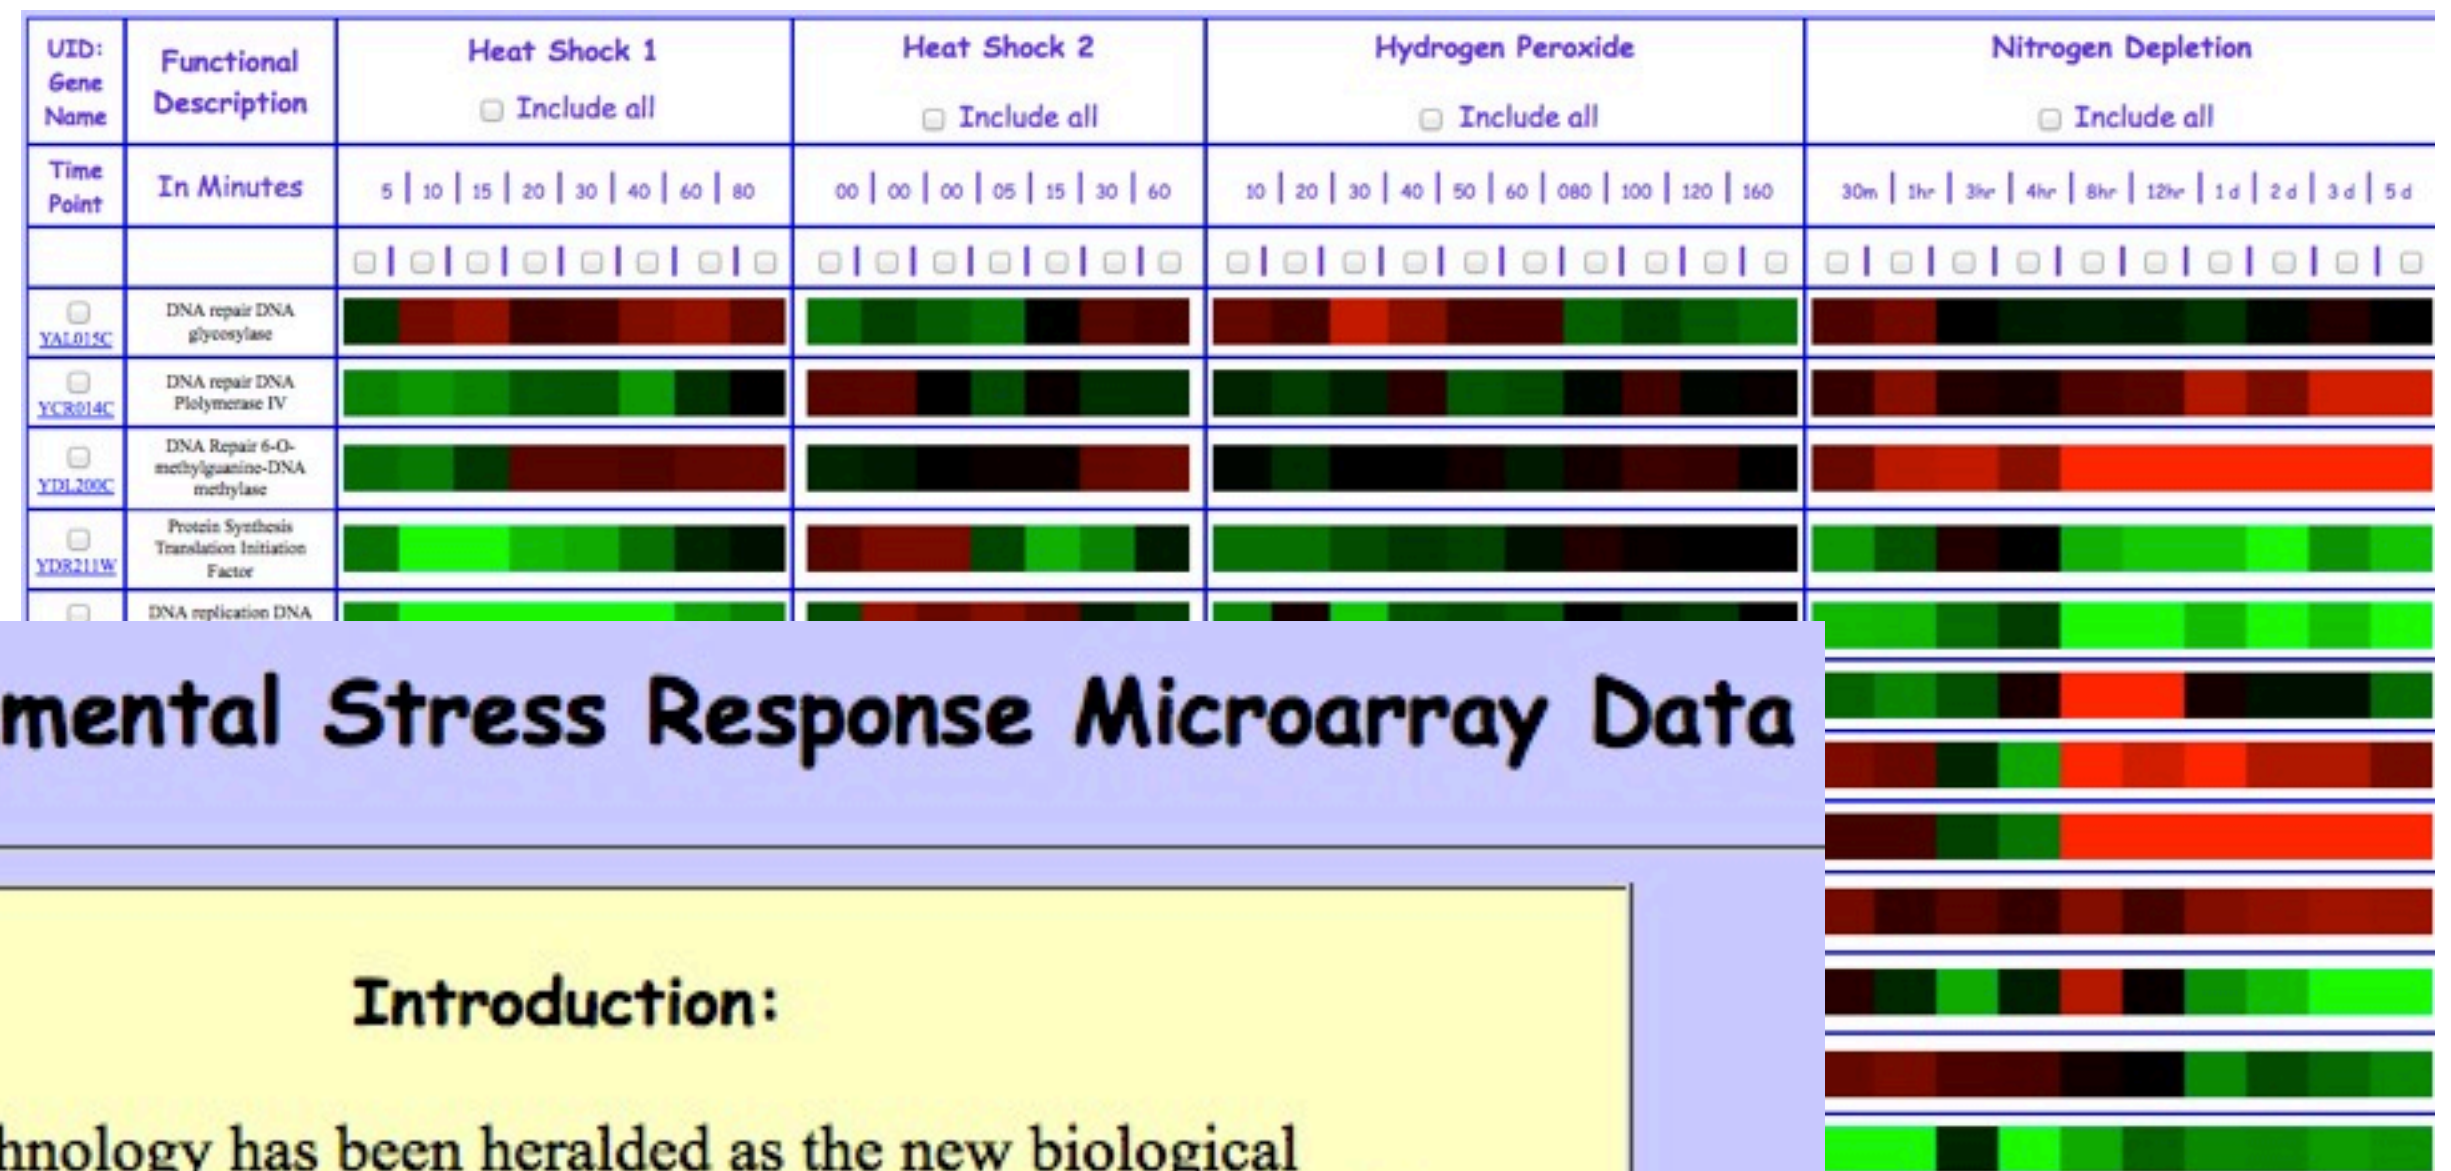 UID: Gene Name
Functional Description
Heat Shock 1
Include all
Heat Shock 2
Include all
Hydrogen Peroxide
Include all
Nitrogen Depletion
Include all
Time Point
In Minutes
5 | 10 | 15 | 20 | 30 | 40 | 60 | 80
00 | 00 | 00 | 05 | 15 | 30 | 60
10 | 20 | 30 | 40 | 50 | 60 | 080 | 100 | 120 | 160
30m | 1hr | 3hr | 4hr | 8hr | 12hr | 1 d | 2 d | 3 d | 5 d
YAL015C
DNA repair DNA
glycosylase
YCR014C
DNA repair DNA
Plolymerase IV
YDL200C
DNA Repair 6-O-
methylguanine-DNA
methylase
YDR211W
Protein Synthesis
Translation Initiation
Factor
DNA replication DNA
mental Stress Response Microarray Data
Introduction:
hnology has been heralded as the new biological